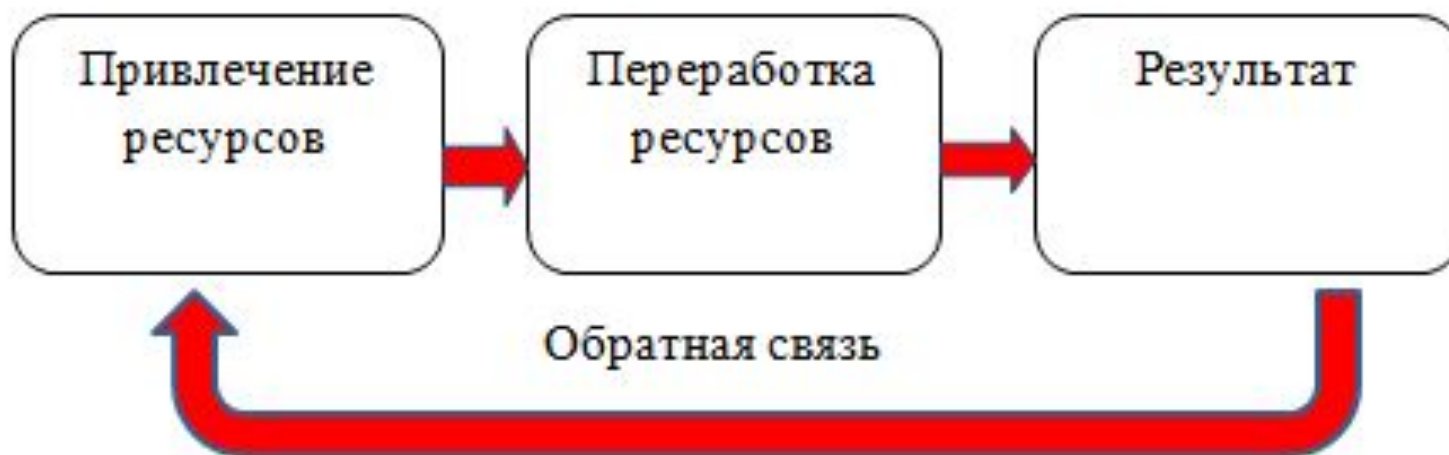 Привлечение
ресурсов
Переработка
ресурсов
Результат
Обратная связь